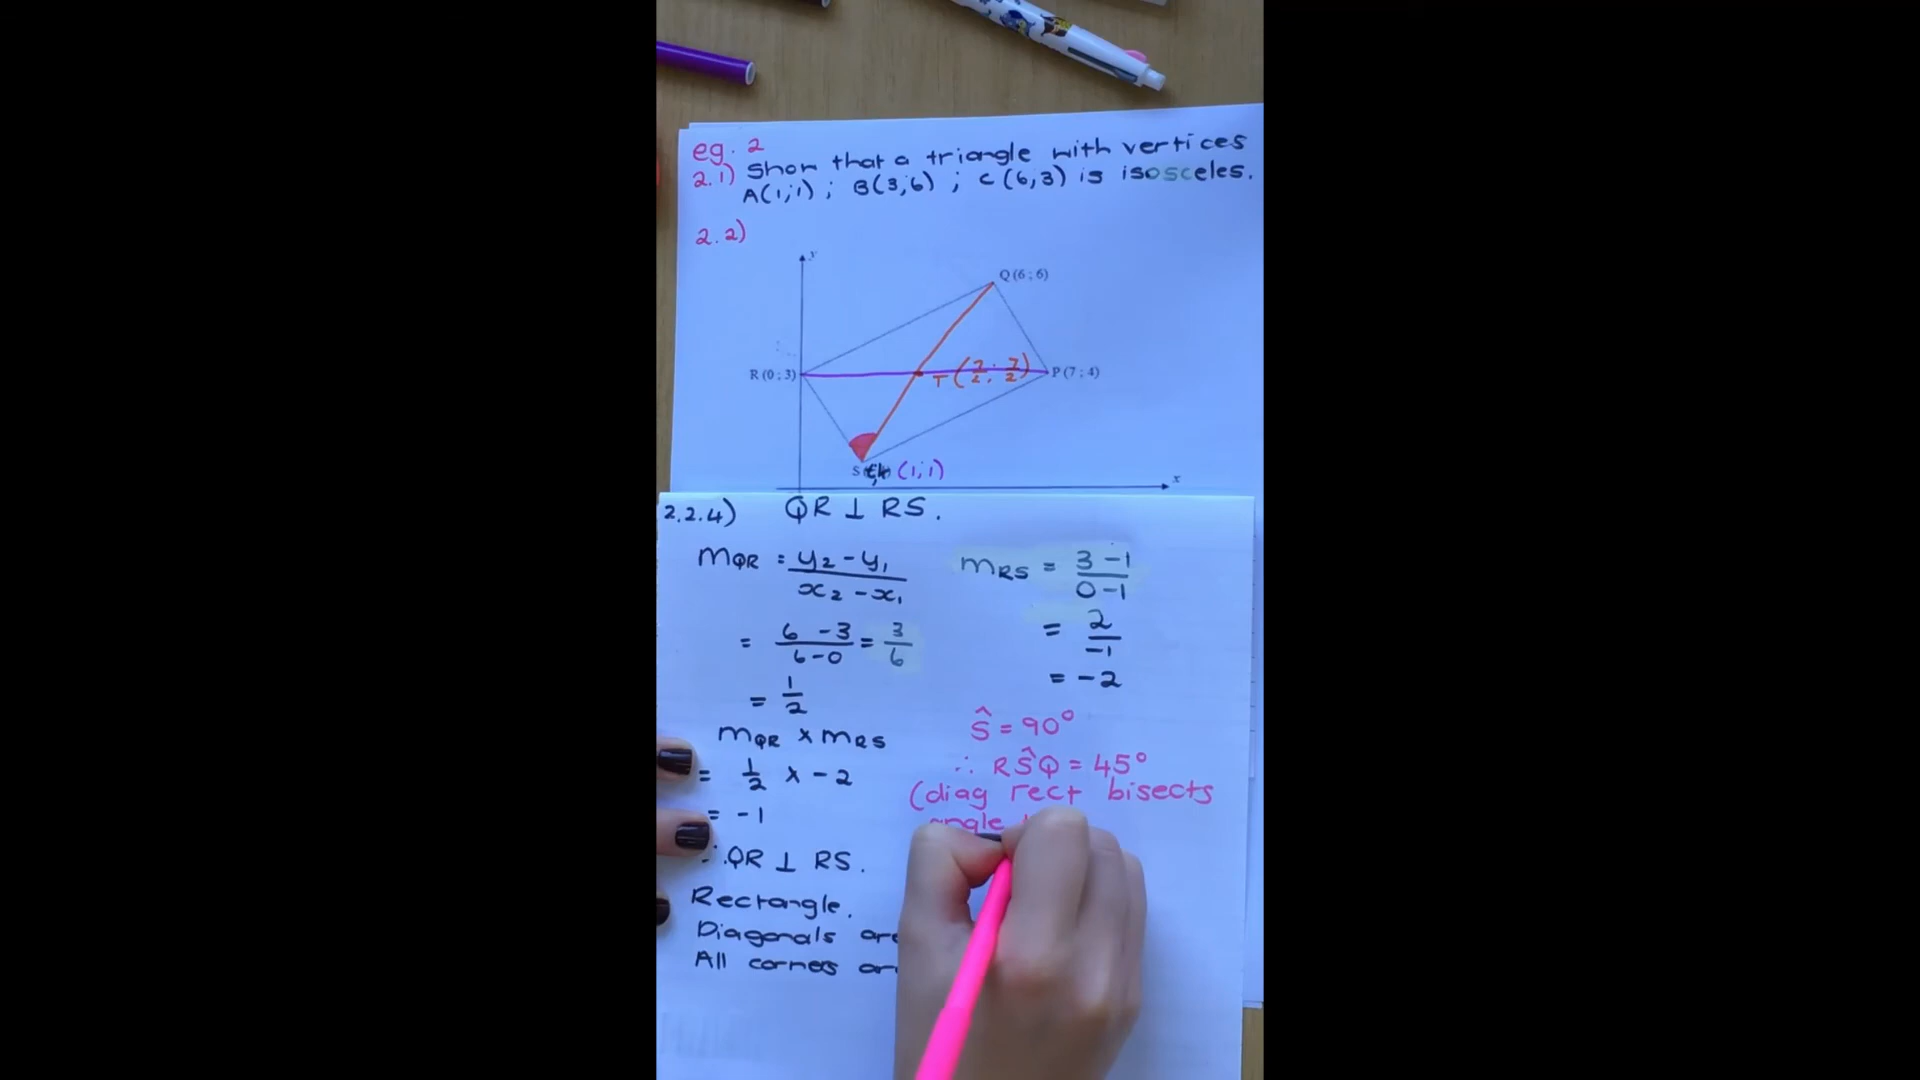 eg. 2
2.1) Show that a triangle with vertices
A(1;1) ; B(3;6) ; C(6,3) is isosceles.
2.2)
y
Q (6 ; 6)
R (0 ; 3)
T (7/2 ; 7/2)
P (7 ; 4)
S (1;1)
x
2.2.4) QR ⊥ RS.
mQR = y2 - y1 / x2 - x1
= 6 - 3 / 6 - 0 = 3/6
= 1/2
mRS = 3 - 1 / 0 - 1
= 2 / -1
= -2
mQR × mRS
= 1/2 × -2
= -1
∴ QR ⊥ RS.
Rectangle.
Diagonals are
All corners
Ŝ = 90°
∴ RŜQ = 45°
(diag rect bisects
angle